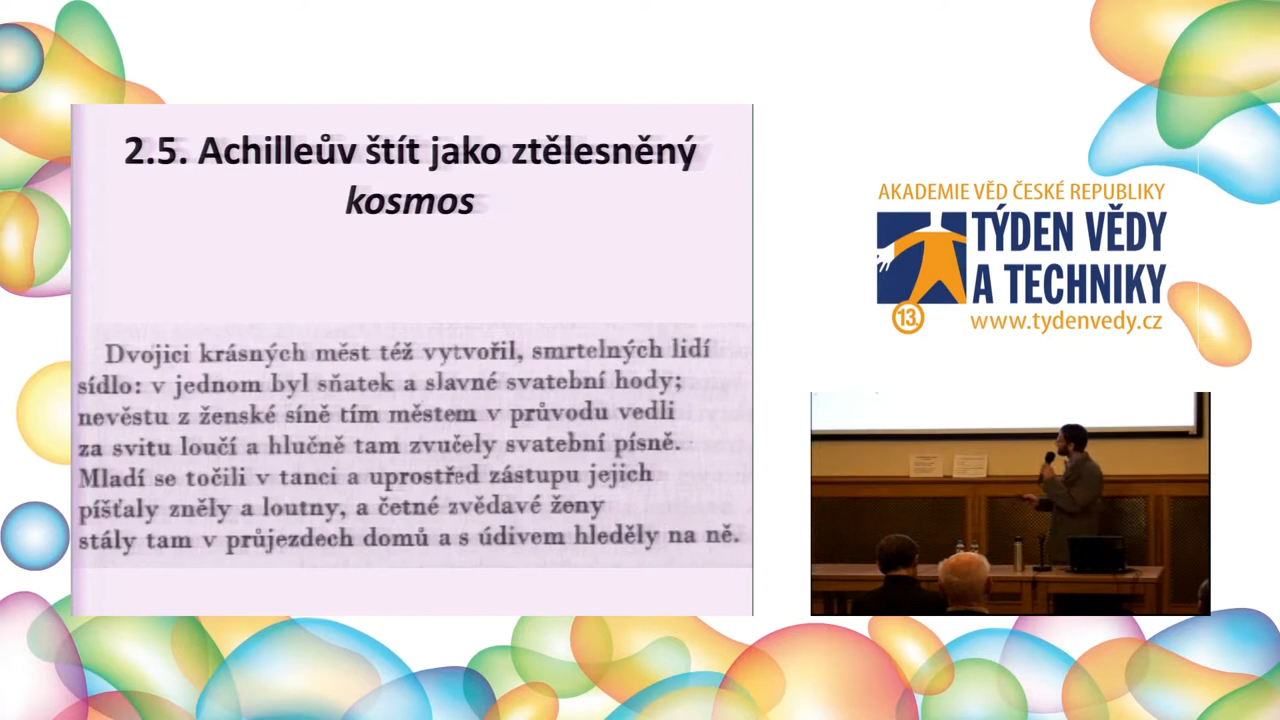 2.5. Achilleův štít jako ztělesněný
kosmos
Dvojici krásných měst též vytvořil, smrtelných lidí
sídlo: v jednom byl sňatek a slavné svatební hody;
nevěstu z ženské síně tím městem v průvodu vedli
za svitu loučí a hlučně tam zvučely svatební písně.
Mladí se točili v tanci a uprostřed zástupu jejich
píšťaly zněly a loutny, a četné zvědavé ženy
stály tam v průjezdech domů a s údivem hleděly na ně.
AKADEMIE VĚD ČESKÉ REPUBLIKY
TÝDEN VĚDY
A TECHNIKY
13.
www.tydenvedy.cz